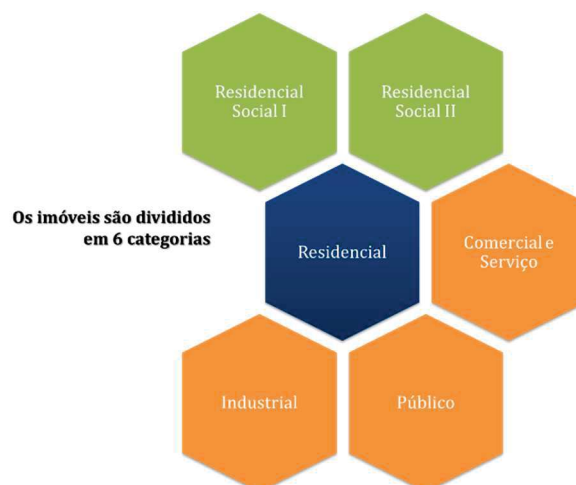 Residencial
Social I
Residencial
Social II
Os imóveis são divididos
em 6 categorias
Residencial
Comercial e
Serviço
Industrial
Público